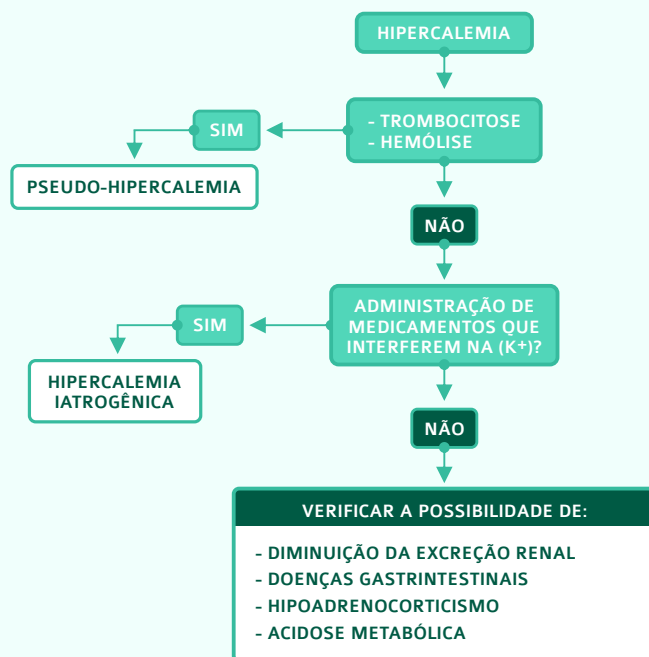 HIPERCALEMIA
- TROMBOCITOSE
- HEMÓLISE
SIM
PSEUDO-HIPERCALEMIA
NÃO
ADMINISTRAÇÃO DE
MEDICAMENTOS QUE
INTERFEREM NA (K+)?
SIM
HIPERCALEMIA
IATROGÊNICA
NÃO
VERIFICAR A POSSIBILIDADE DE:
- DIMINUIÇÃO DA EXCREÇÃO RENAL
- DOENÇAS GASTRINTESTINAIS
- HIPOADRENOCORTICISMO
- ACIDOSE METABÓLICA